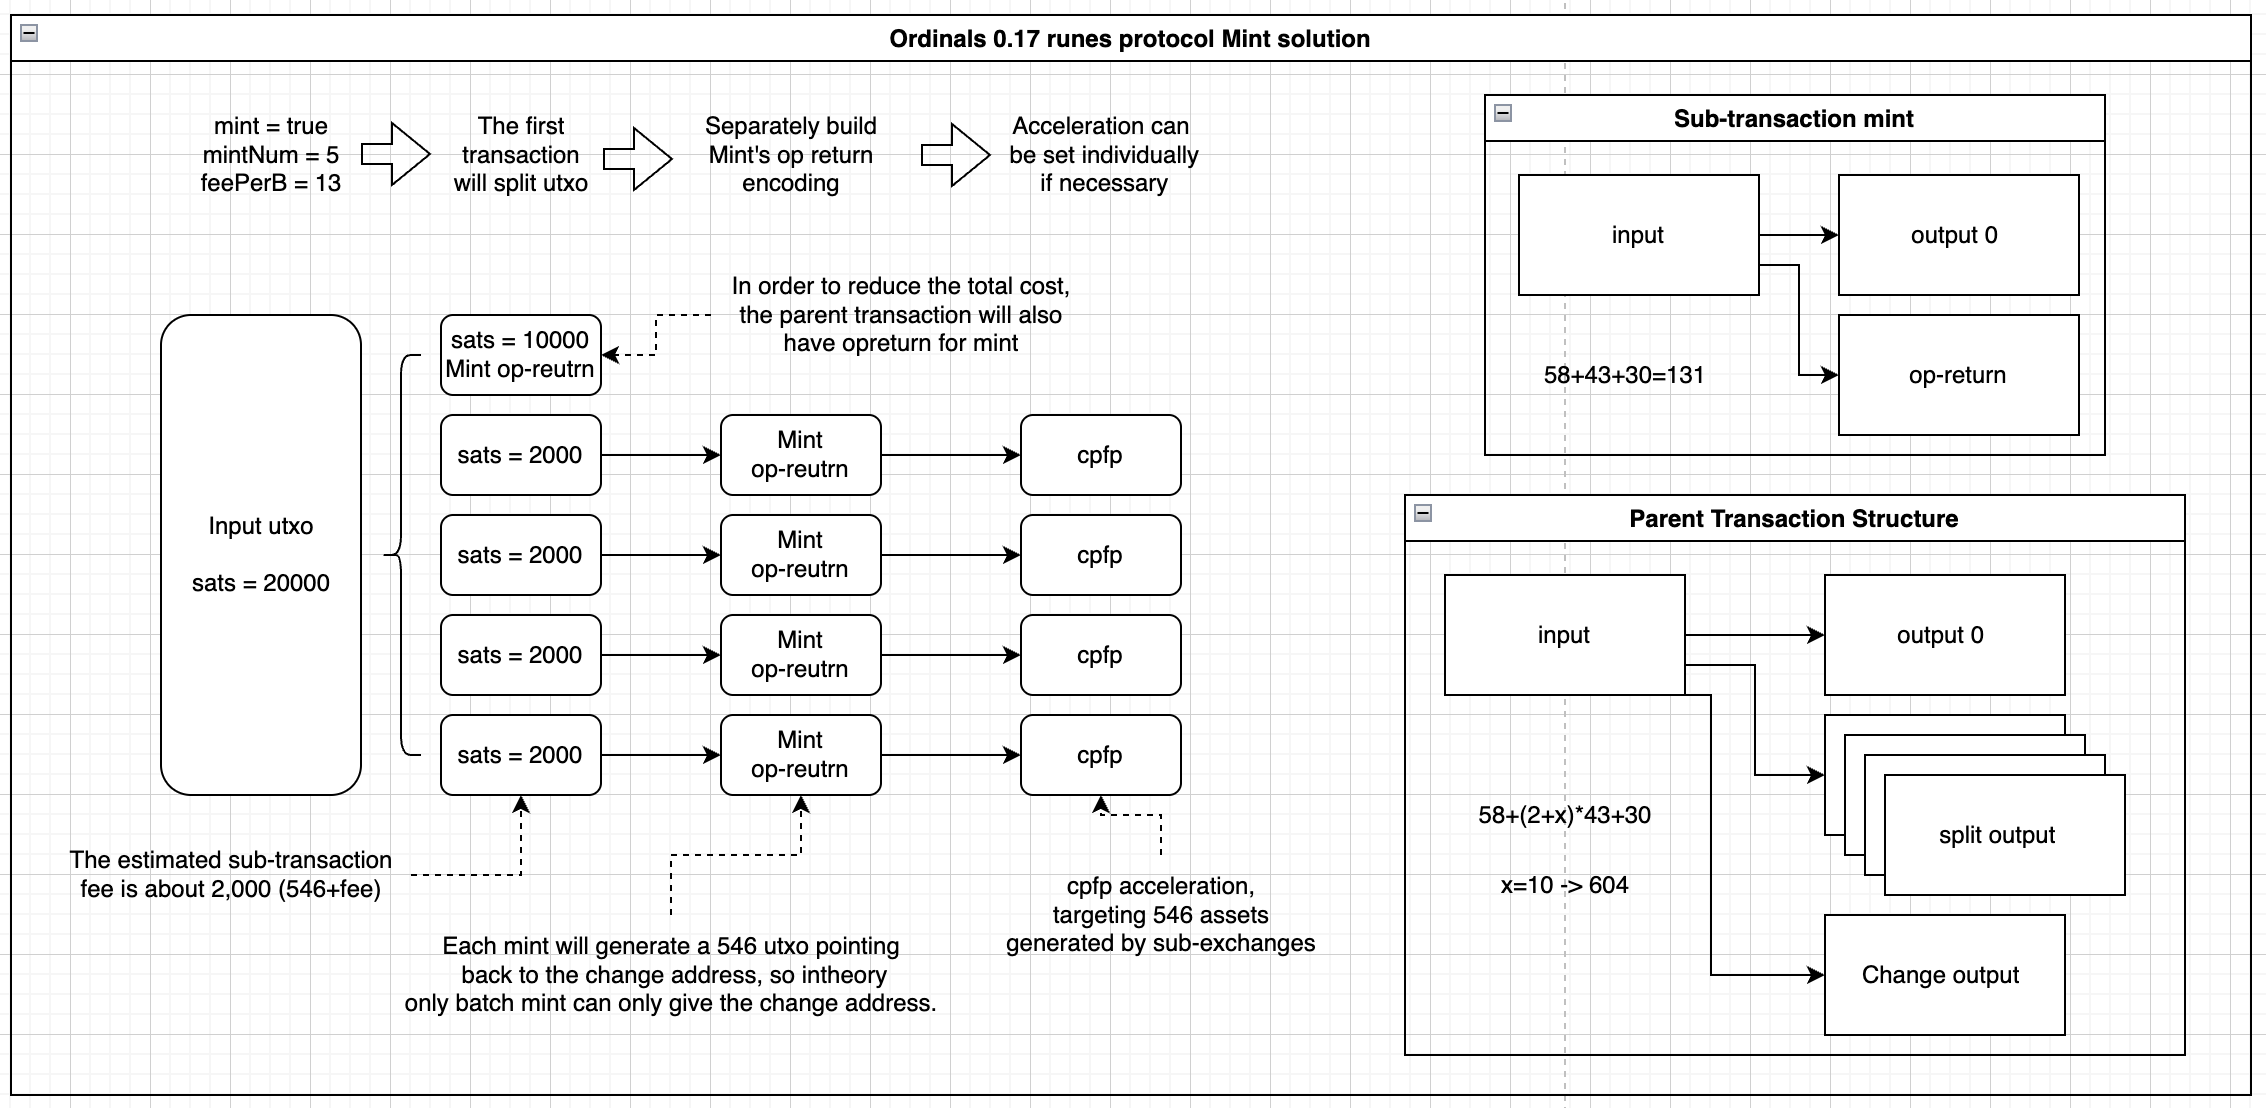 Ordinals 0.17 runes protocol Mint solution
mint = true
mintNum = 5
feePerB = 13
The first
transaction
will split utxo
Separately build
Mint's op return
encoding
Acceleration can
be set individually
if necessary
In order to reduce the total cost,
the parent transaction will also
have opreturn for mint
Input utxo
sats = 20000
sats = 10000
Mint op-reutrn
sats = 2000
Mint
op-reutrn
cpfp
sats = 2000
Mint
op-reutrn
cpfp
sats = 2000
Mint
op-reutrn
cpfp
sats = 2000
Mint
op-reutrn
cpfp
The estimated sub-transaction
fee is about 2,000 (546+fee)
Each mint will generate a 546 utxo pointing
back to the change address, so intheory
only batch mint can only give the change address.
cpfp acceleration,
targeting 546 assets
generated by sub-exchanges
Sub-transaction mint
input
output 0
58+43+30=131
op-return
Parent Transaction Structure
input
output 0
58+(2+x)*43+30
x=10 -> 604
split output
Change output